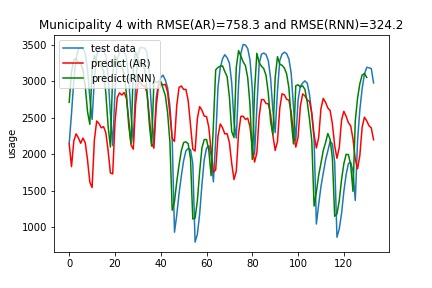 Municipality 4 with RMSE(AR)=758.3 and RMSE(RNN)=324.2
test data
predict (AR)
predict(RNN)
usage
3500
3000
2500
2000
1500
1000
0 20 40 60 80 100 120